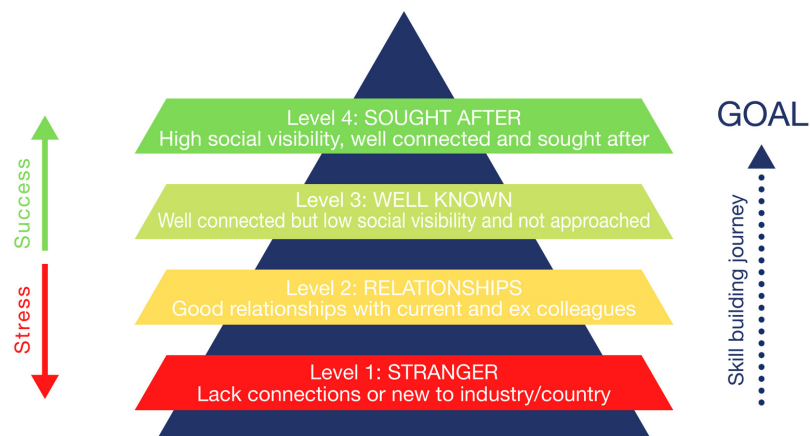 Level 4: SOUGHT AFTER
High social visibility, well connected and sought after
Level 3: WELL KNOWN
Well connected but low social visibility and not approached
Level 2: RELATIONSHIPS
Good relationships with current and ex colleagues
Level 1: STRANGER
Lack connections or new to industry/country
Success
Stress
GOAL
Skill building journey